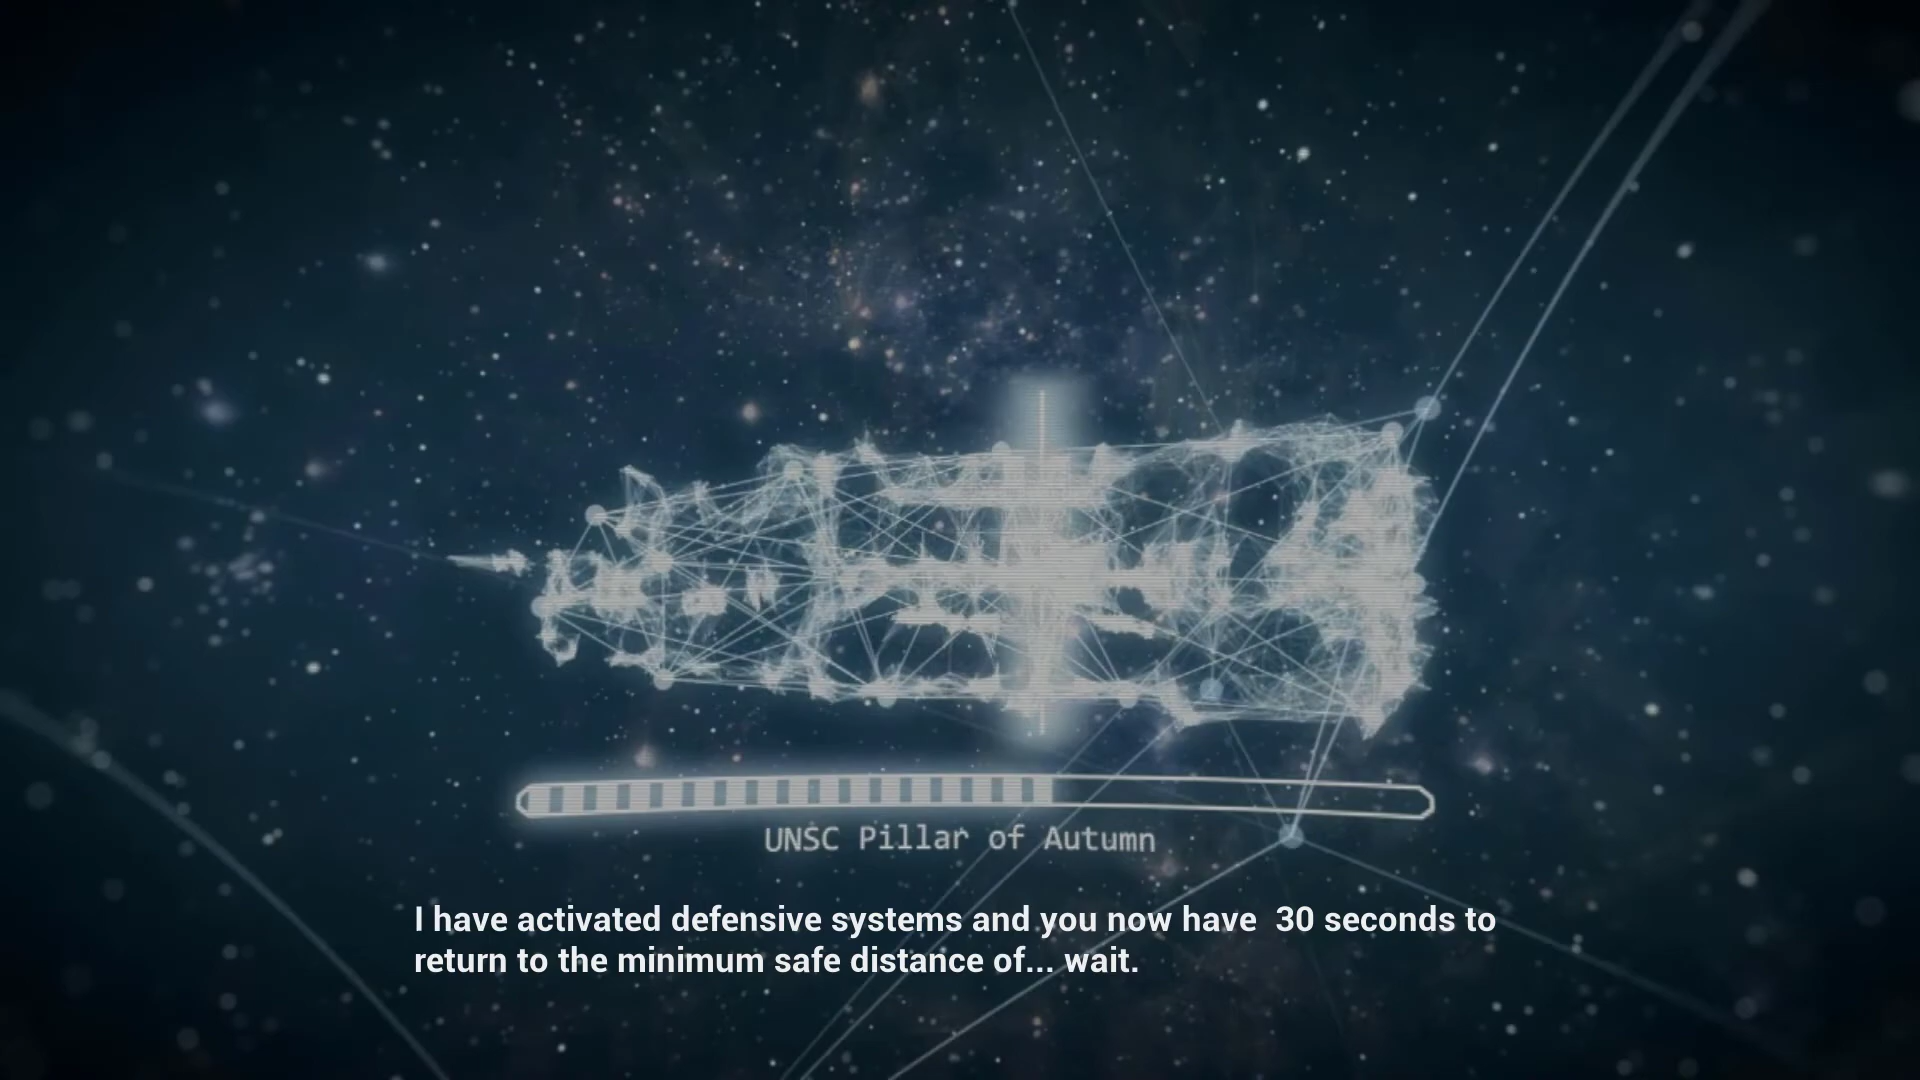 UNSC Pillar of Autumn
I have activated defensive systems and you now have  30 seconds to
return to the minimum safe distance of... wait.